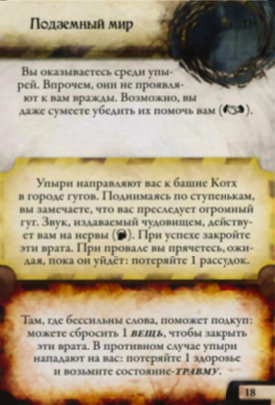 Подземный мир
Вы оказываетесь среди упы-
рей. Впрочем, они не проявля-
ют к вам вражды. Возможно, вы
даже сумеете убедить их помочь вам ( ).
Упыри направляют вас к башне Котх
в городе гугов. Поднимаясь по ступенькам,
вы замечаете, что вас преследует огромный
гуг. Звук, издаваемый чудовищем, действу-
ет вам на нервы ( ). При успехе закройте
эти врата. При провале вы прячетесь, ожи-
дая, пока он уйдёт: потеряйте 1 рассудок.
Там, где бессильны слова, поможет подкуп:
можете сбросить 1 ВЕЩЬ, чтобы закрыть
эти врата. В противном случае упыри
нападают на вас: потеряйте 1 здоровье
и возьмите состояние-ТРАВМУ.
18